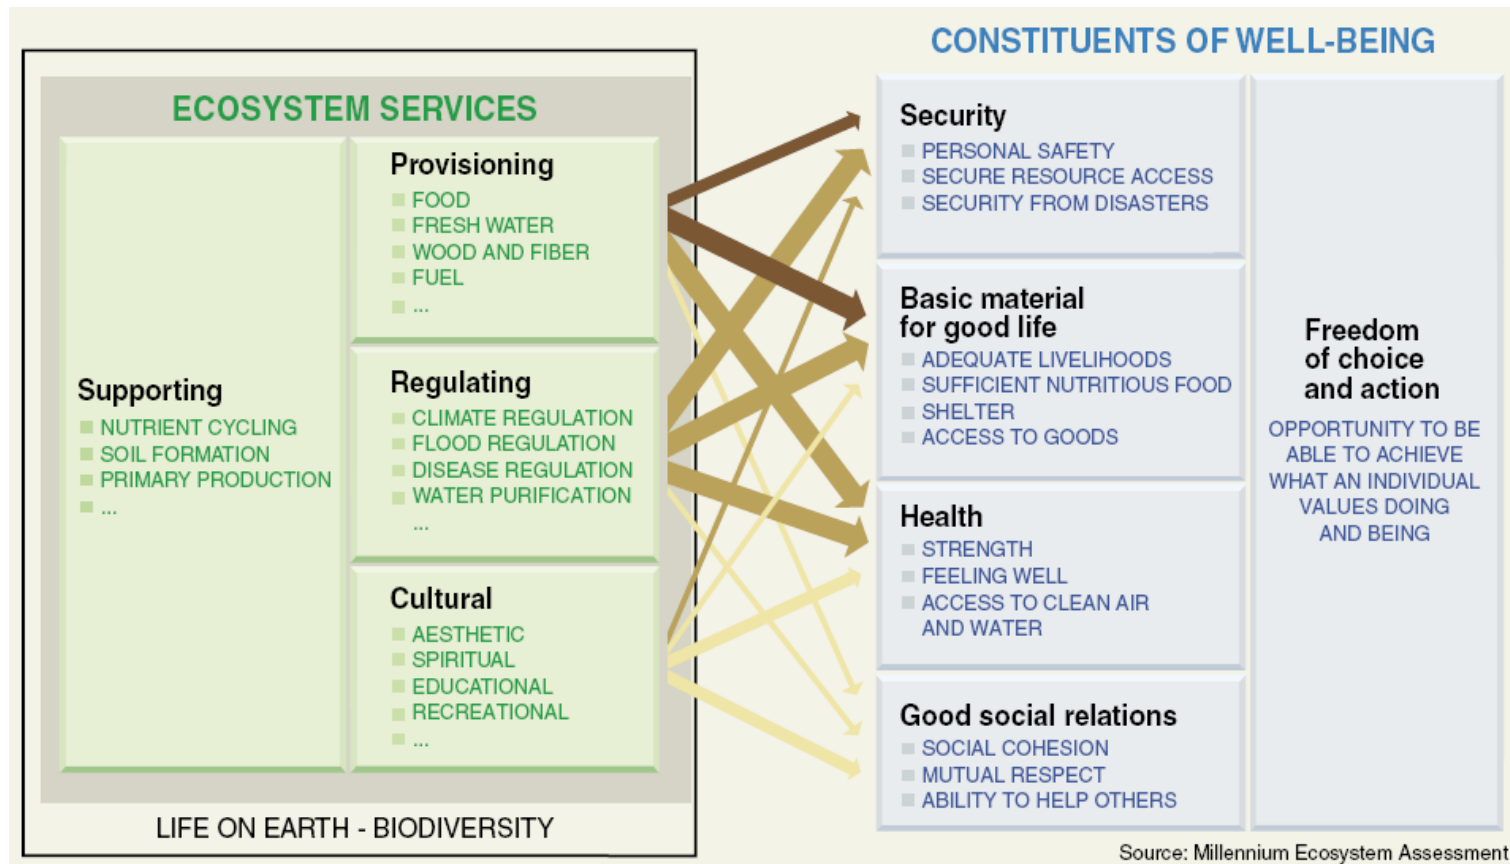 CONSTITUENTS OF WELL-BEING
ECOSYSTEM SERVICES
Supporting
NUTRIENT CYCLING
SOIL FORMATION
PRIMARY PRODUCTION
...
Provisioning
FOOD
FRESH WATER
WOOD AND FIBER
FUEL
...
Regulating
CLIMATE REGULATION
FLOOD REGULATION
DISEASE REGULATION
WATER PURIFICATION
...
Cultural
AESTHETIC
SPIRITUAL
EDUCATIONAL
RECREATIONAL
...
LIFE ON EARTH - BIODIVERSITY
Security
PERSONAL SAFETY
SECURE RESOURCE ACCESS
SECURITY FROM DISASTERS
Basic material
for good life
ADEQUATE LIVELIHOODS
SUFFICIENT NUTRITIOUS FOOD
SHELTER
ACCESS TO GOODS
Health
STRENGTH
FEELING WELL
ACCESS TO CLEAN AIR
AND WATER
Good social relations
SOCIAL COHESION
MUTUAL RESPECT
ABILITY TO HELP OTHERS
Freedom
of choice
and action
OPPORTUNITY TO BE
ABLE TO ACHIEVE
WHAT AN INDIVIDUAL
VALUES DOING
AND BEING
Source: Millennium Ecosystem Assessment